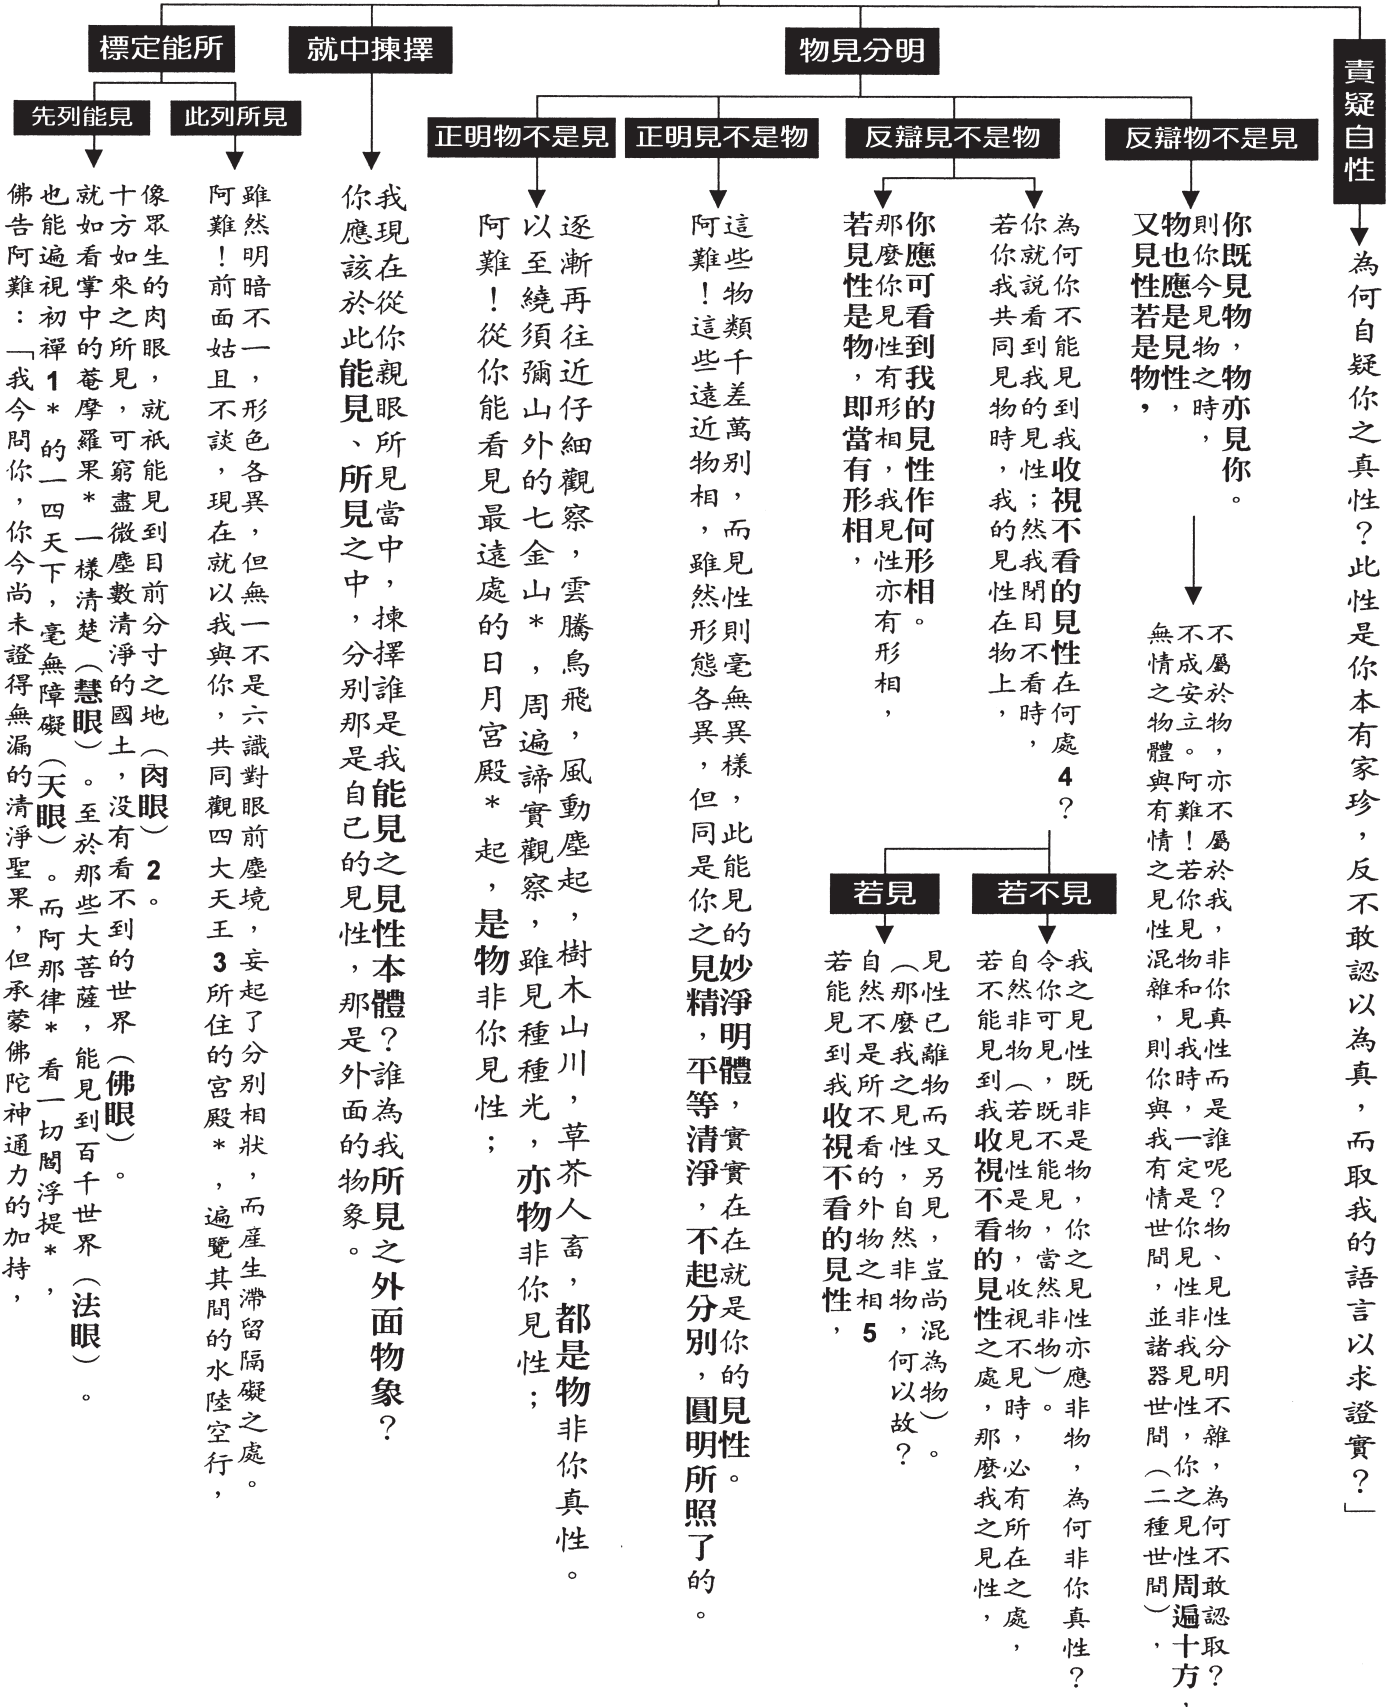 標定能所
先列能見
佛告阿難：「我今問你，你今尚未證得無漏的清淨聖果，但承蒙佛陀神通力的加持，
也能遍視初禪1*的一四天下，毫無障礙（天眼）。而阿那律*看一切閻浮提*，
就如看掌中的菴摩羅果*一樣清楚（慧眼）。至於那些大菩薩，能見到百千世界（法眼）。
十方如來之所見，可窮盡微塵數清淨的國土，没有看不到的世界（佛眼）。
像眾生的肉眼，就祇能見到目前分寸之地（肉眼）2。
此列所見
阿難！前面姑且不談，現在就以我與你，共同觀四大天王3所住的宮殿*，遍覽其間的水陸空行，
雖然明暗不一，形色各異，但無一不是六識對眼前塵境，妄起了分別相狀，而産生滯留隔礙之處。
就中揀擇
你應該於此能見、所見之中，分別那是自己的見性，那是外面的物象。
我現在從你親眼所見當中，揀擇誰是我能見之見性本體？誰為我所見之外面物象？
物見分明
正明物不是見
阿難！從你能看見最遠處的日月宮殿*起，是物非你見性；
以至繞須彌山外的七金山*，周遍諦實觀察，雖見種種光，亦物非你見性；
逐漸再往近仔細觀察，雲騰鳥飛，風動塵起，樹木山川，草芥人畜，都是物非你真性。
正明見不是物
阿難！這些遠近物相，雖然形態各異，但同是你之見精，平等清淨，不起分別，圓明所照了的。
這些物類千差萬別，而見性則毫無異樣，此能見的妙淨明體，實實在在就是你的見性。
反辯見不是物
若見性是物，即當有形相，
那麼你見性有形相，我見性亦有形相，
你應可看到我的見性作何形相。
若你我共同見物時，我的見性在物上，
你就説看到我的見性；然我閉目不看時，
為何你不能見到我收視不看的見性在何處4？
若見
若能見到我收視不看的見性，
自然不是所不看的外物之相5
（那麼我之見性，自然非物，何以故？
見性已離物而又另見，豈尚混為物）。
若不見
若不能見到我收視不看的見性之處，那麼我之見性，
自然非物（若見性是物，收視不見時，必有所在之處，
令你可見，既不能見，當然非物）。
我之見性既非是物，你之見性亦應非物，為何非你真性？
反辯物不是見
又見性若是物，
物也應是見性，
則你今見物之時，
你既見物，物亦見你。
無情之物體與有情之見性混雜，則你與我有情世間，並諸器世間（二種世間），
不成安立。阿難！若你見物和見我時，一定是你見性非我見性，你之見性周遍十方，
不屬於物，亦不屬於我，非你真性而是誰呢？物、見性分明不雜，為何不敢認取？
責疑自性
為何自疑你之真性？此性是你本有家珍，反不敢認以為真，而取我的語言以求證實？」